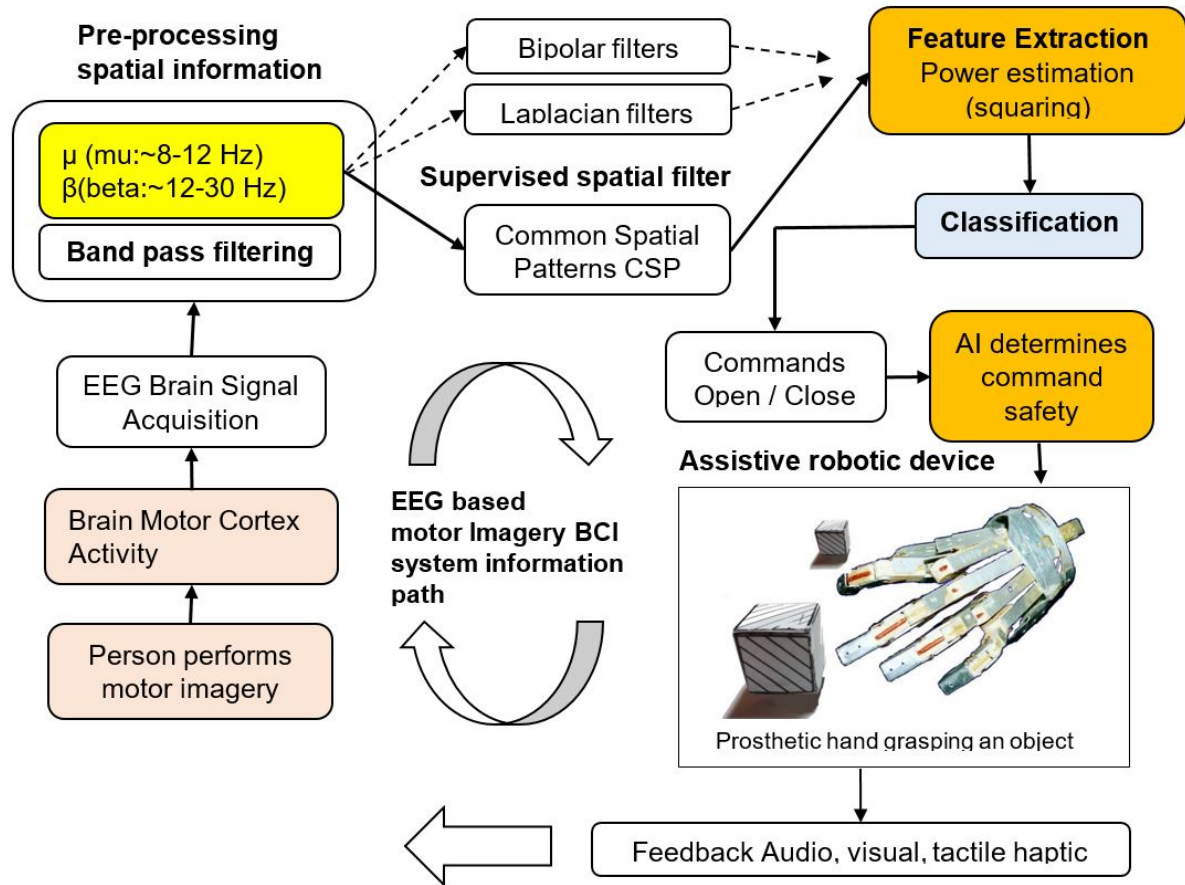 Pre-processing
spatial information
µ (mu:~8-12 Hz)
β(beta:~12-30 Hz)
Band pass filtering
Bipolar filters
Laplacian filters
Supervised spatial filter
Common Spatial
Patterns CSP
Feature Extraction
Power estimation
(squaring)
Classification
Commands
Open / Close
AI determines
command
safety
EEG Brain Signal
Acquisition
Brain Motor Cortex
Activity
Person performs
motor imagery
EEG based
motor Imagery BCI
system information
path
Assistive robotic device
Prosthetic hand grasping an object
Feedback Audio, visual, tactile haptic